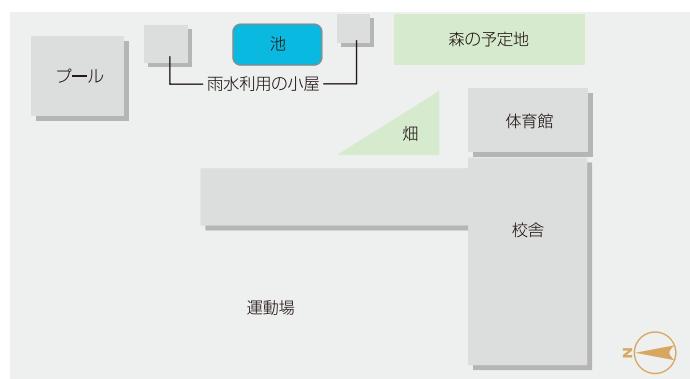 森の予定地
池
プール
雨水利用の小屋
体育館
畑
校舎
運動場
N